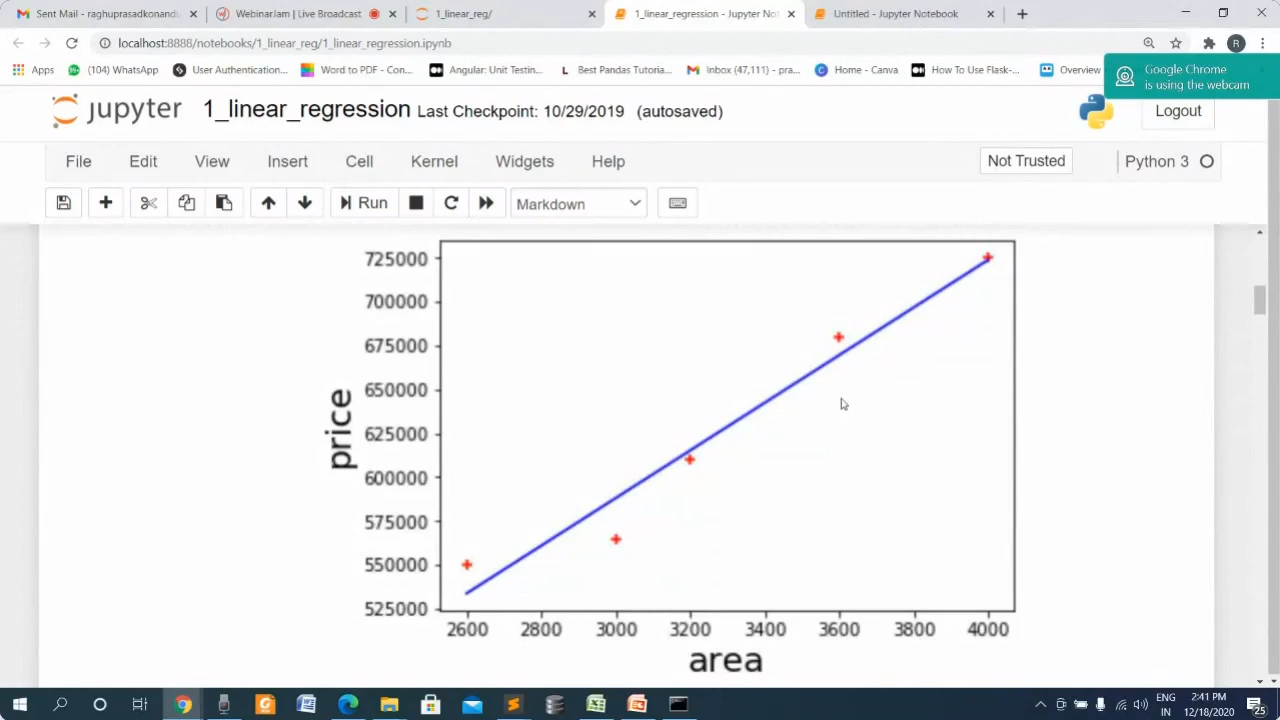 Sent Mail - raghuprasadkonandu
WebinarJam | Live Broadcast
1_linear_reg/
1_linear_regression - Jupyter Not
Untitled - Jupyter Notebook
localhost:8888/notebooks/1_linear_reg/1_linear_regression.ipynb
R
Apps
(104) WhatsApp
User Authentication...
Word to PDF - Con...
Angular: Unit Testin...
Best Pandas Tutoria...
Inbox (47,111) - pra...
Home - Canva
How To Use Flask-...
Overview
Google Chrome
is using the webcam
jupyter
1_linear_regression Last Checkpoint: 10/29/2019 (autosaved)
Logout
File Edit View Insert Cell Kernel Widgets Help
Not Trusted
Python 3
Run
Markdown
725000
700000
675000
650000
625000
600000
575000
550000
525000
price
2600 2800 3000 3200 3400 3600 3800 4000
area
ENG
IN
2:41 PM
12/18/2020
25